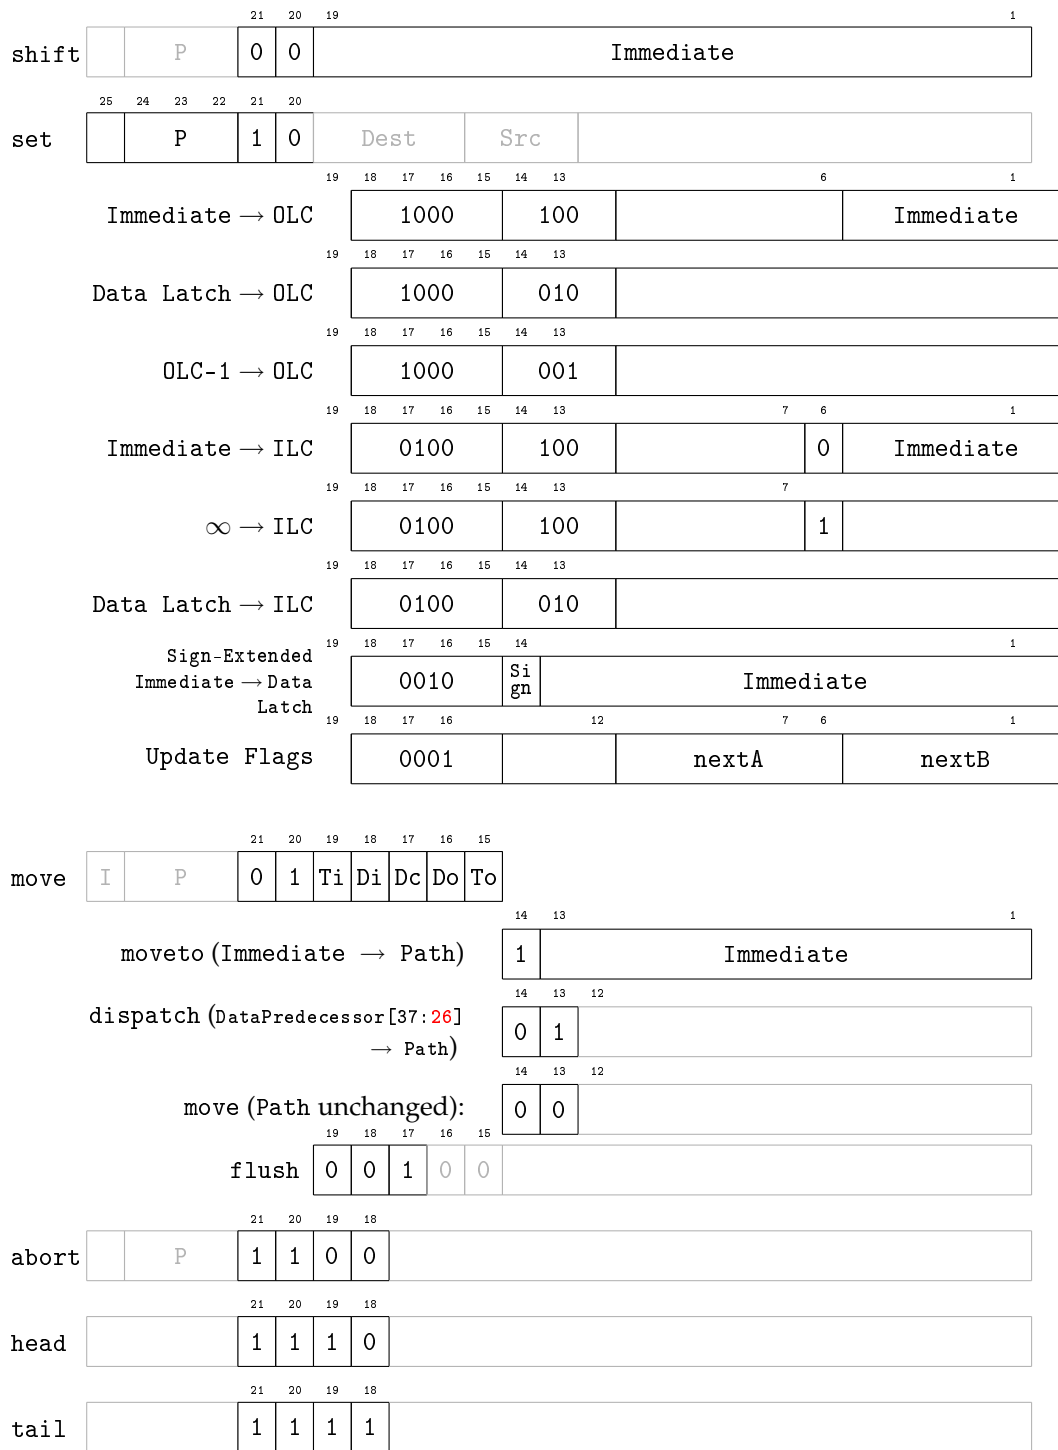 21 20 19 1
shift P 0 0 Immediate
25 24 23 22 21 20
set P 1 0 Dest Src
19 18 17 16 15 14 13 6 1
Immediate → OLC 1000 100 Immediate
19 18 17 16 15 14 13
Data Latch → OLC 1000 010
19 18 17 16 15 14 13
OLC-1 → OLC 1000 001
19 18 17 16 15 14 13 7 6 1
Immediate → ILC 0100 100 0 Immediate
19 18 17 16 15 14 13 7
∞ → ILC 0100 100 1
19 18 17 16 15 14 13
Data Latch → ILC 0100 010
19 18 17 16 15 14 1
Sign-Extended
Immediate → Data
Latch
0010 Si
gn Immediate
19 18 17 16 12 7 6 1
Update Flags 0001 nextA nextB
21 20 19 18 17 16 15
move I P 0 1 Ti Di Dc Do To
14 13 1
moveto (Immediate → Path) 1 Immediate
14 13 12
dispatch (DataPredecessor[37:26]
→ Path) 0 1
14 13 12
move (Path unchanged): 0 0
19 18 17 16 15
flush 0 0 1 0 0
21 20 19 18
abort P 1 1 0 0
21 20 19 18
head 1 1 1 0
21 20 19 18
tail 1 1 1 1